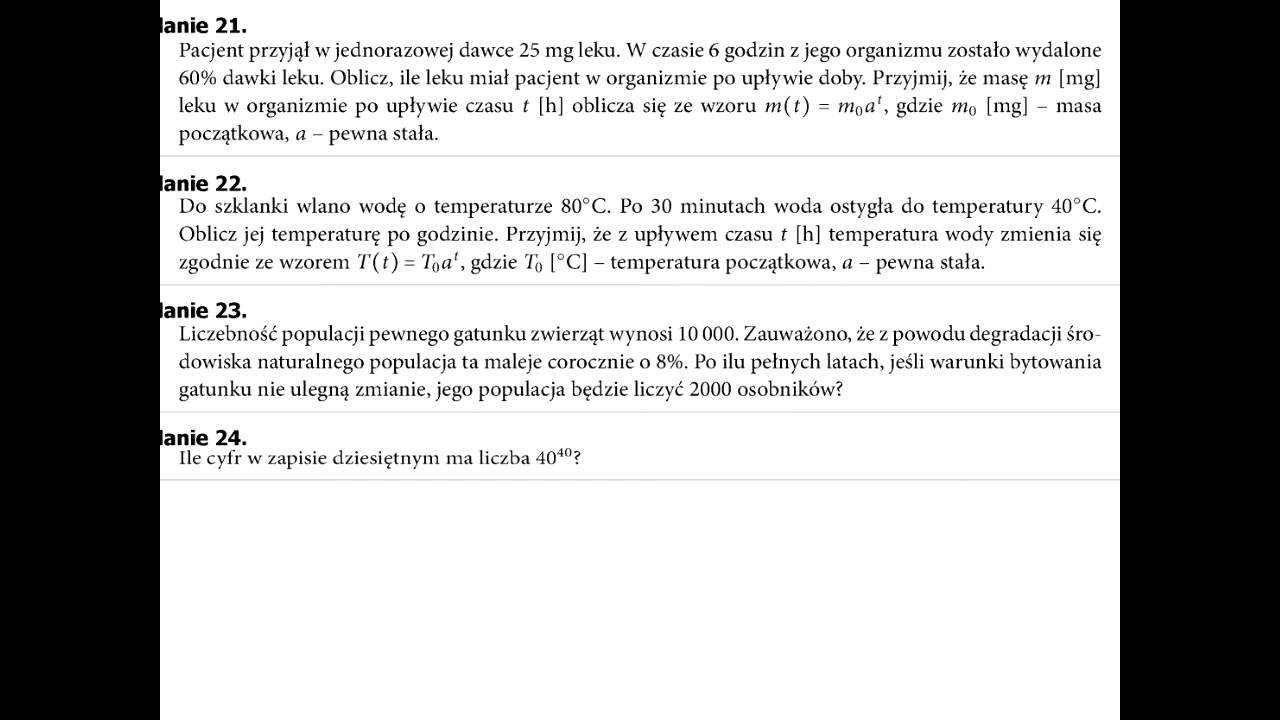 lanie 21.
Pacjent przyjął w jednorazowej dawce 25 mg leku. W czasie 6 godzin z jego organizmu zostało wydalone
60% dawki leku. Oblicz, ile leku miał pacjent w organizmie po upływie doby. Przyjmij, że masę m [mg]
leku w organizmie po upływie czasu t [h] oblicza się ze wzoru m(t) = m₀aᵗ, gdzie m₀ [mg] – masa
początkowa, a – pewna stała.
lanie 22.
Do szklanki wlano wodę o temperaturze 80°C. Po 30 minutach woda ostygła do temperatury 40°C.
Oblicz jej temperaturę po godzinie. Przyjmij, że z upływem czasu t [h] temperatura wody zmienia się
zgodnie ze wzorem T(t) = T₀aᵗ, gdzie T₀ [°C] – temperatura początkowa, a – pewna stała.
lanie 23.
Liczebność populacji pewnego gatunku zwierząt wynosi 10 000. Zauważono, że z powodu degradacji śro-
dowiska naturalnego populacja ta maleje corocznie o 8%. Po ilu pełnych latach, jeśli warunki bytowania
gatunku nie ulegną zmianie, jego populacja będzie liczyć 2000 osobników?
lanie 24.
Ile cyfr w zapisie dziesiętnym ma liczba 40⁴⁰?